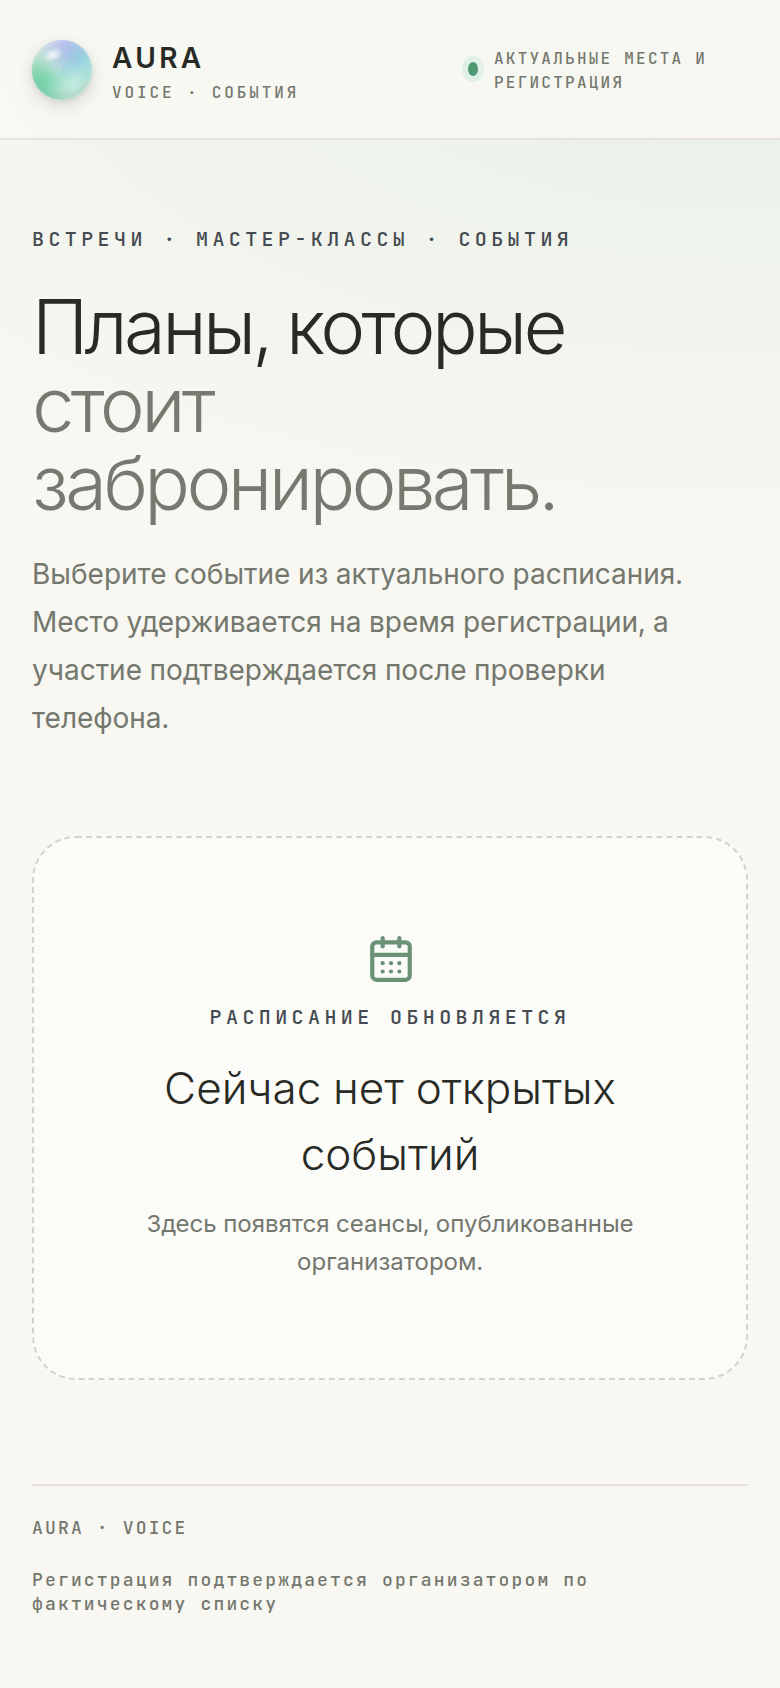 AURA
VOICE · СОБЫТИЯ
АКТУАЛЬНЫЕ МЕСТА И
РЕГИСТРАЦИЯ
ВСТРЕЧИ · МАСТЕР-КЛАССЫ · СОБЫТИЯ
Планы, которые
стоит
забронировать.
Выберите событие из актуального расписания.
Место удерживается на время регистрации, а
участие подтверждается после проверки
телефона.
РАСПИСАНИЕ ОБНОВЛЯЕТСЯ
Сейчас нет открытых
событий
Здесь появятся сеансы, опубликованные
организатором.
AURA · VOICE
Регистрация подтверждается организатором по
фактическому списку